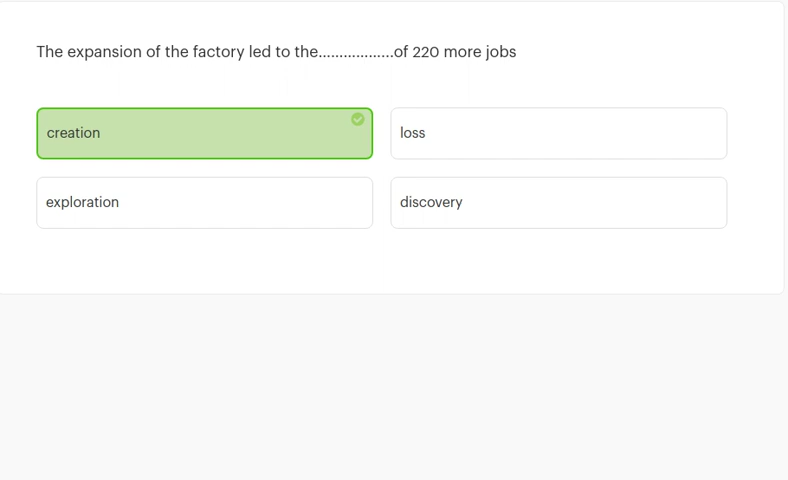 The expansion of the factory led to the..................of 220 more jobs
creation
loss
exploration
discovery